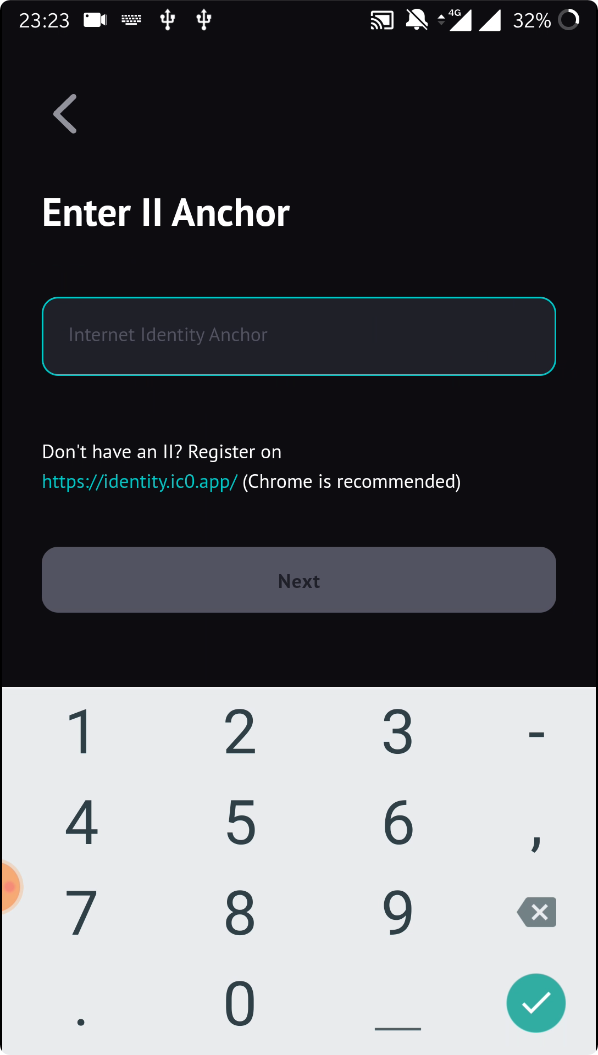 23:23 4G 32%
Enter II Anchor
Internet Identity Anchor
Don't have an II? Register on
https://identity.ic0.app/ (Chrome is recommended)
Next
1 2 3 -
4 5 6 ,
7 8 9
. 0 _